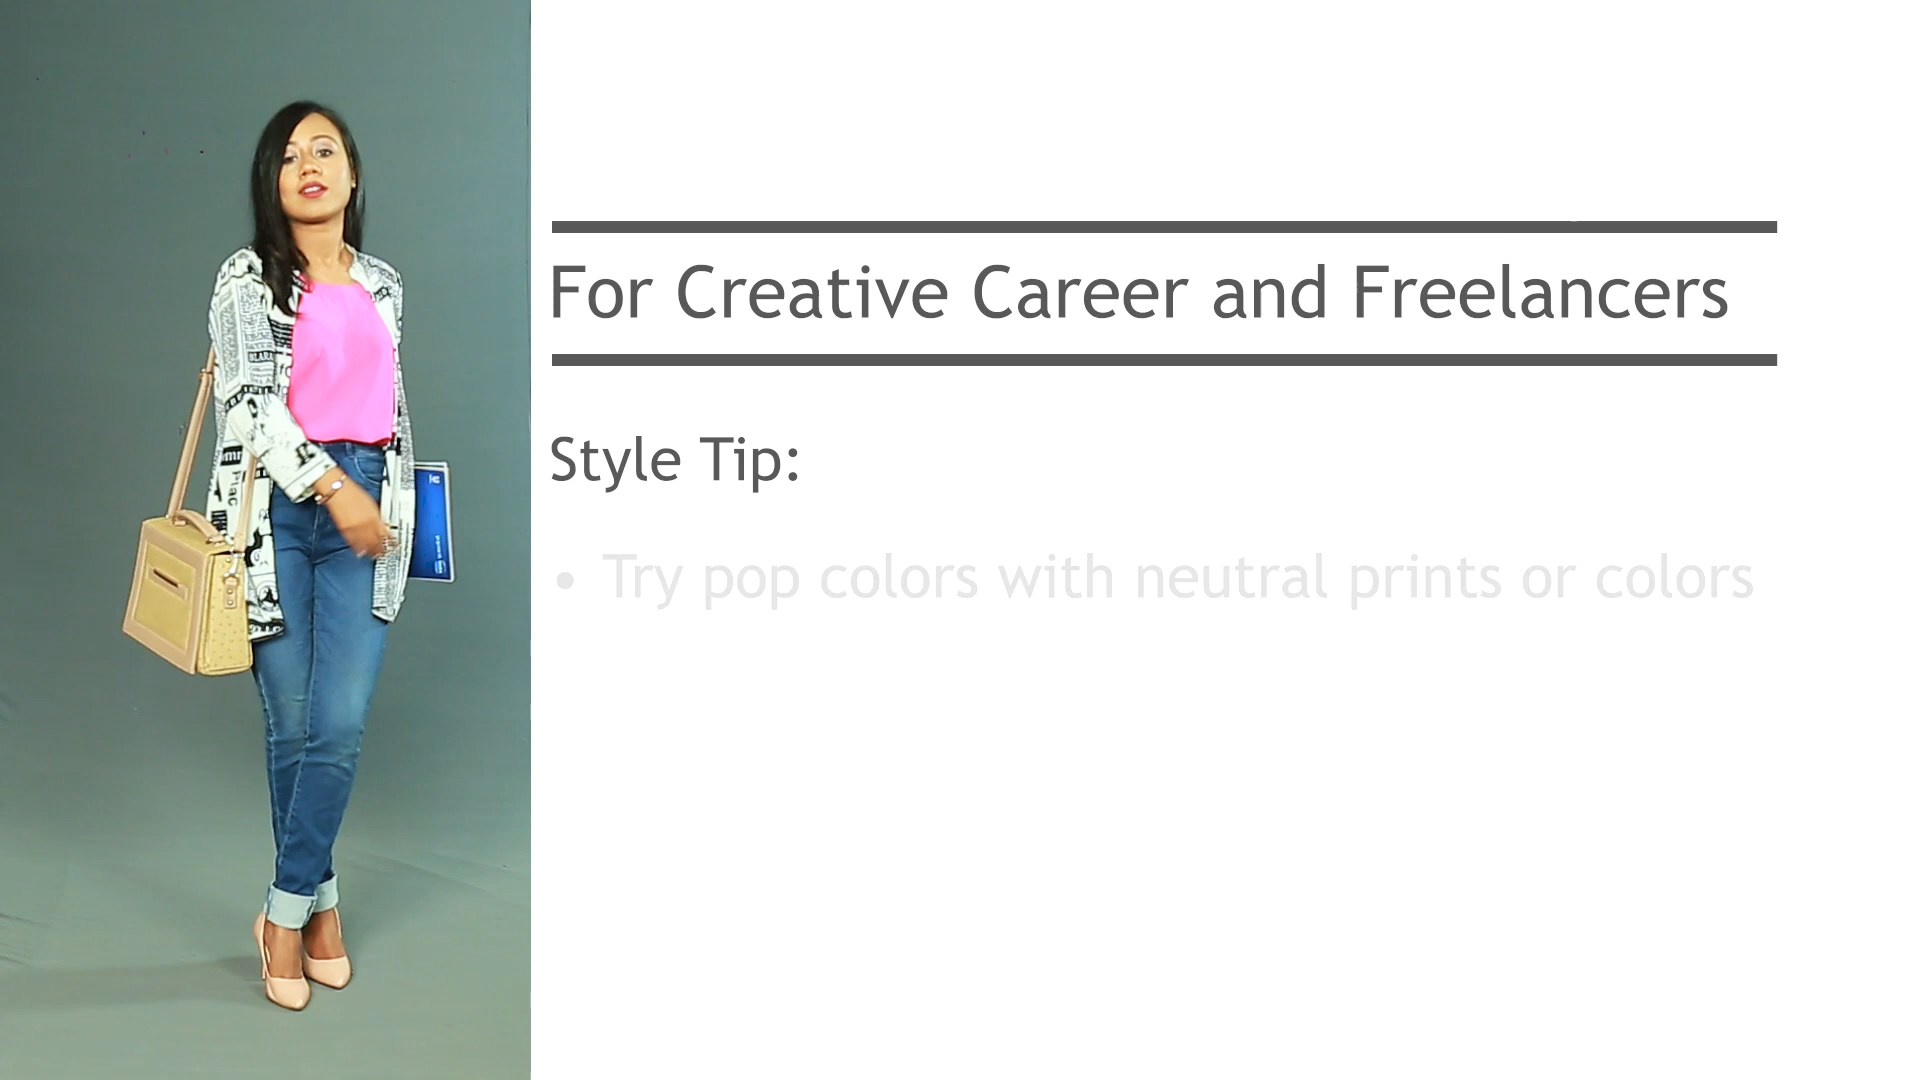 For Creative Career and Freelancers
Style Tip:
• Try pop colors with neutral prints or colors